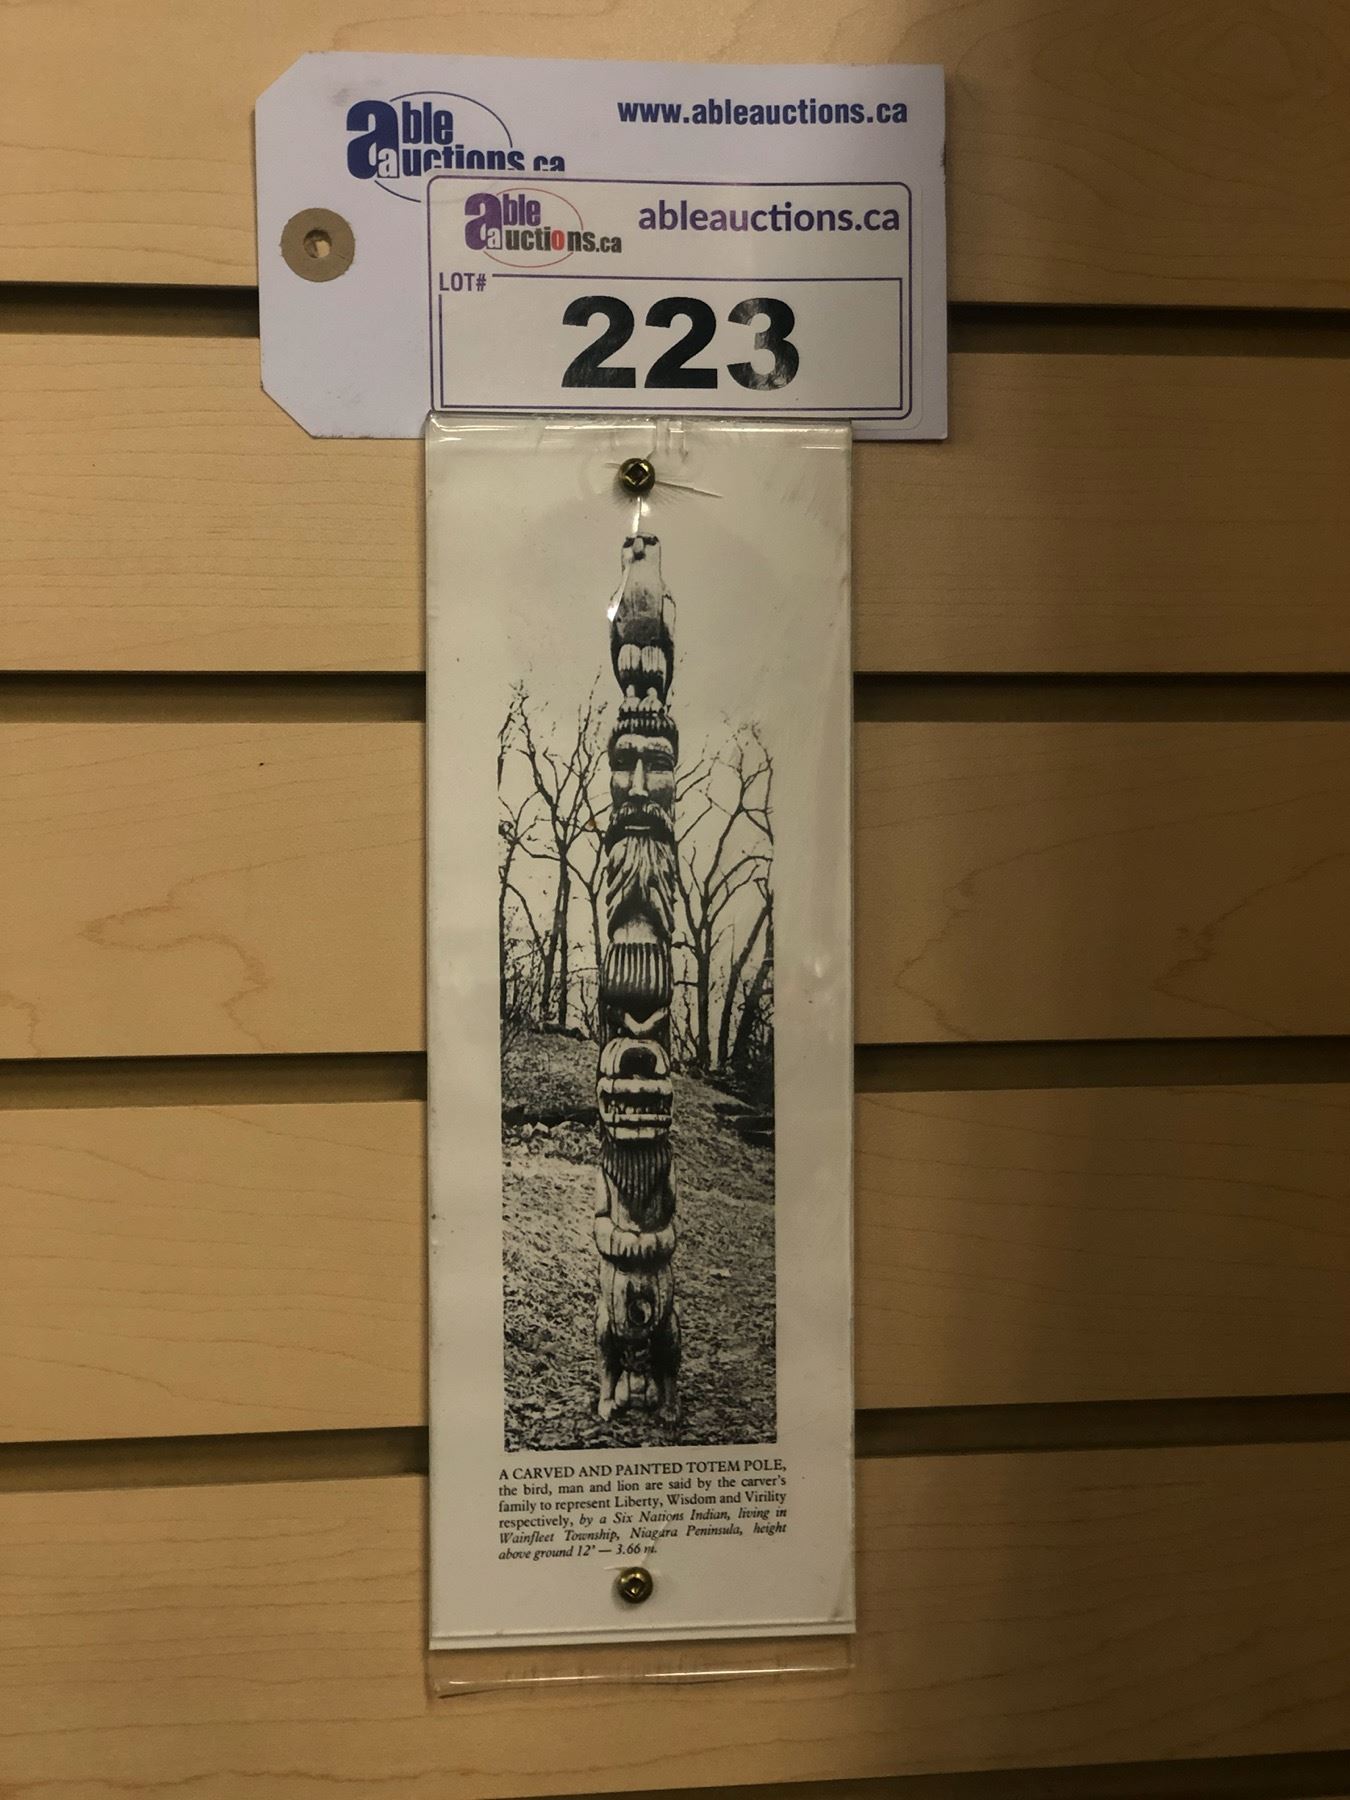 able auctions.ca
www.ableauctions.ca
able auctions.ca
ableauctions.ca
LOT#
223
A CARVED AND PAINTED TOTEM POLE,
the bird, man and lion are said by the carver's
family to represent Liberty, Wisdom and Virility
respectively, by a Six Nations Indian, living in
Wainfleet Township, Niagara Peninsula, height
above ground 12' — 3.66 m.